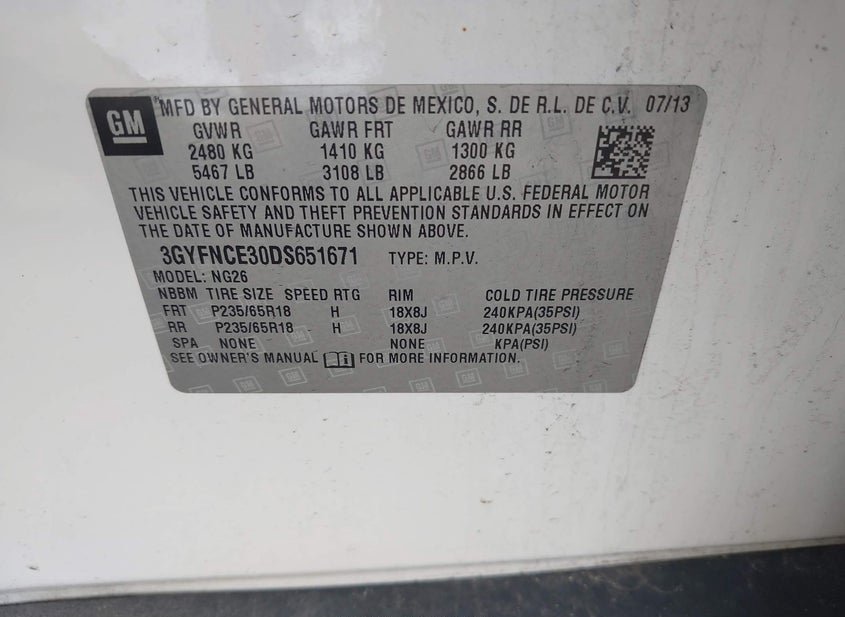 GM
MFD BY GENERAL MOTORS DE MEXICO, S. DE R.L. DE C.V. 07/13
GVWR GAWR FRT GAWR RR
2480 KG 1410 KG 1300 KG
5467 LB 3108 LB 2866 LB
THIS VEHICLE CONFORMS TO ALL APPLICABLE U.S. FEDERAL MOTOR
VEHICLE SAFETY AND THEFT PREVENTION STANDARDS IN EFFECT ON
THE DATE OF MANUFACTURE SHOWN ABOVE.
3GYFNCE30DS651671 TYPE: M.P.V.
MODEL: NG26
NBBM TIRE SIZE SPEED RTG RIM COLD TIRE PRESSURE
FRT P235/65R18 H 18X8J 240KPA(35PSI)
RR P235/65R18 H 18X8J 240KPA(35PSI)
SPA NONE NONE KPA(PSI)
SEE OWNER'S MANUAL FOR MORE INFORMATION.